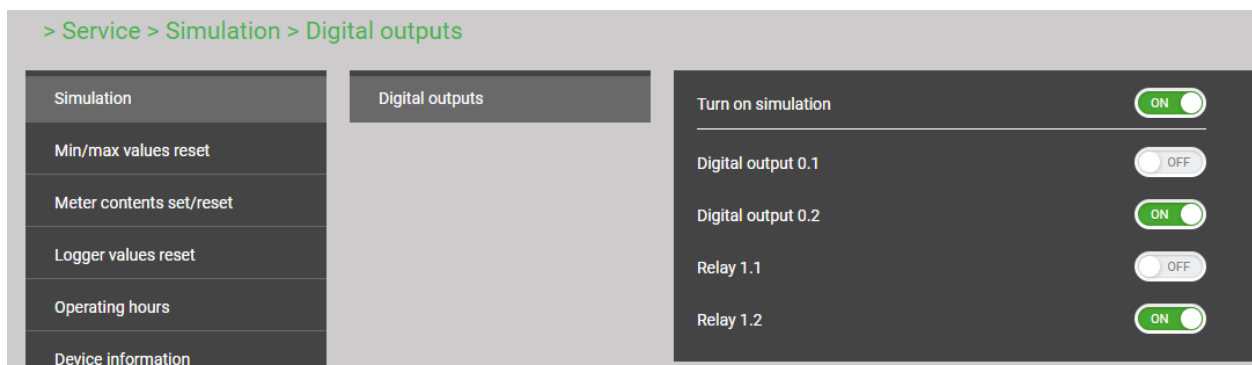 > Service > Simulation > Digital outputs
Simulation
Min/max values reset
Meter contents set/reset
Logger values reset
Operating hours
Device information
Digital outputs
Turn on simulation ON
Digital output 0.1 OFF
Digital output 0.2 ON
Relay 1.1 OFF
Relay 1.2 ON